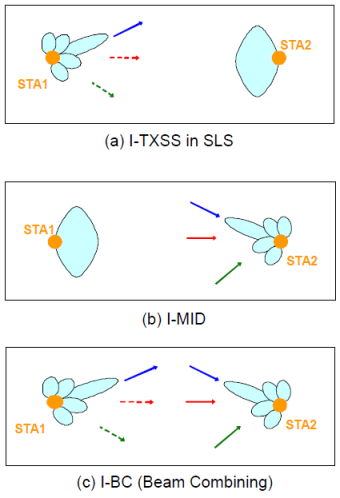 STA1
STA2
(a) I-TXSS in SLS
STA1
STA2
(b) I-MID
STA1
STA2
(c) I-BC (Beam Combining)